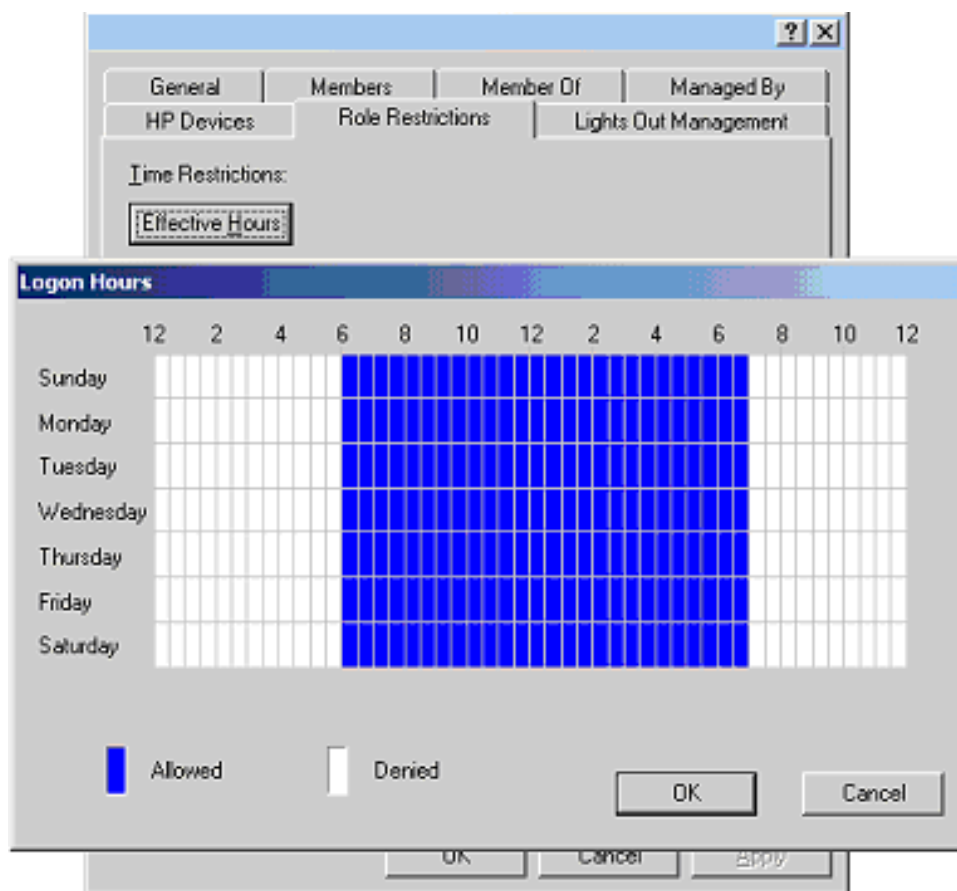 ? X
General Members Member Of Managed By
HP Devices Role Restrictions Lights Out Management
Time Restrictions:
Effective Hours
Logon Hours
12 2 4 6 8 10 12 2 4 6 8 10 12
Sunday
Monday
Tuesday
Wednesday
Thursday
Friday
Saturday
Allowed Denied OK Cancel
OK Cancel Apply